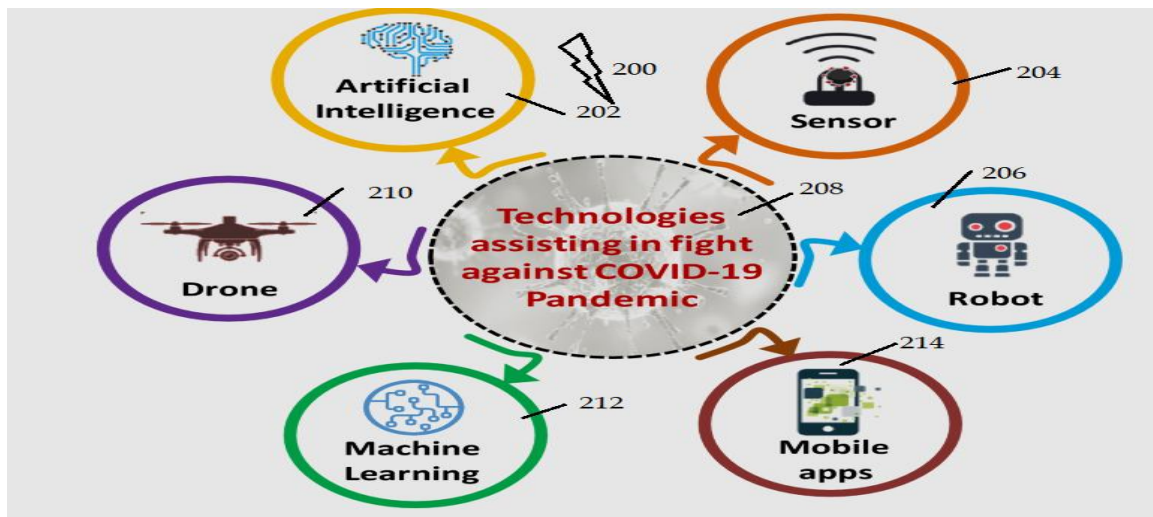 Artificial
Intelligence
200
202
Sensor
204
210
Drone
Technologies
assisting in fight
against COVID-19
Pandemic
208
206
Robot
Machine
Learning
212
214
Mobile
apps